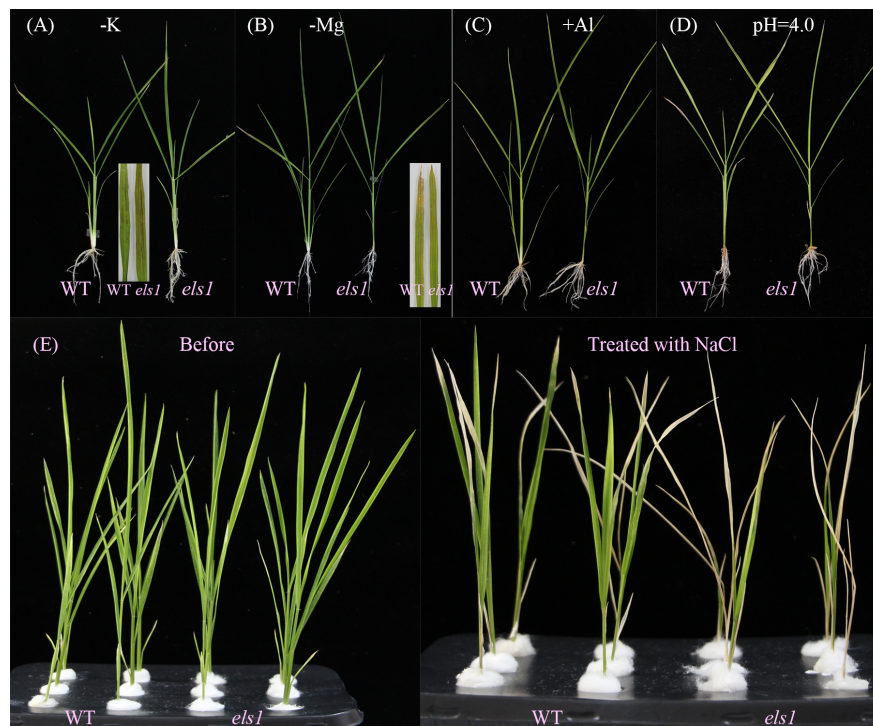 (A) -K
WT els1
WT els1
(B) -Mg
WT els1
WT els1
(C) +Al
WT els1
(D) pH=4.0
WT els1
(E) Before
WT els1
Treated with NaCl
WT els1